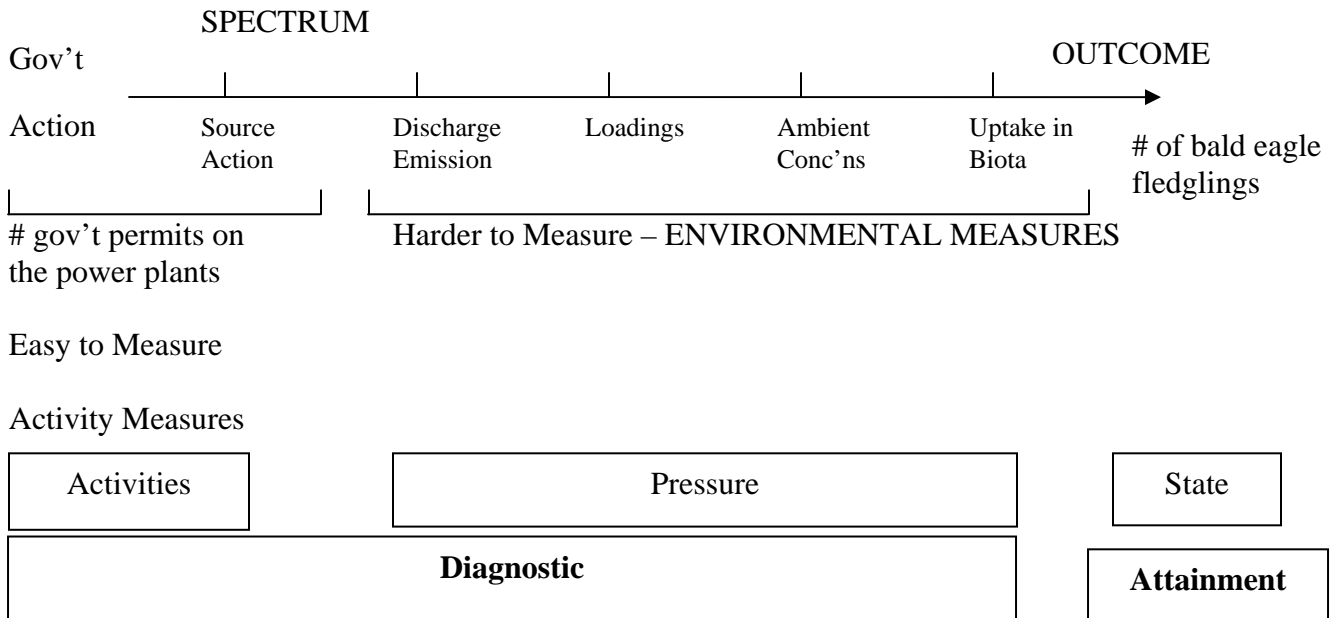 SPECTRUM
Gov’t
OUTCOME
Action
Source
Action
Discharge
Emission
Loadings
Ambient
Conc’ns
Uptake in
Biota
# of bald eagle
fledglings
# gov’t permits on
the power plants
Harder to Measure – ENVIRONMENTAL MEASURES
Easy to Measure
Activity Measures
Activities
Pressure
State
Diagnostic
Attainment